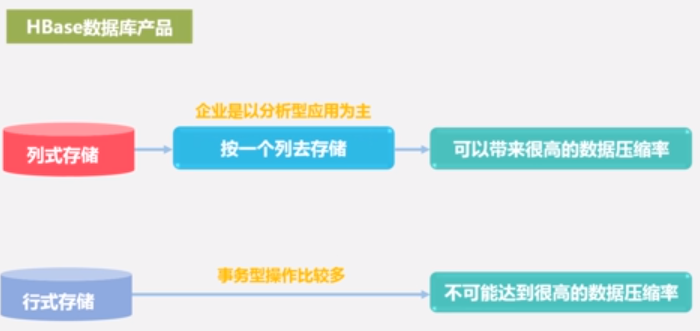 HBase数据库产品
企业是以分析型应用为主
列式存储
按一个列去存储
可以带来很高的数据压缩率
事务型操作比较多
行式存储
不可能达到很高的数据压缩率